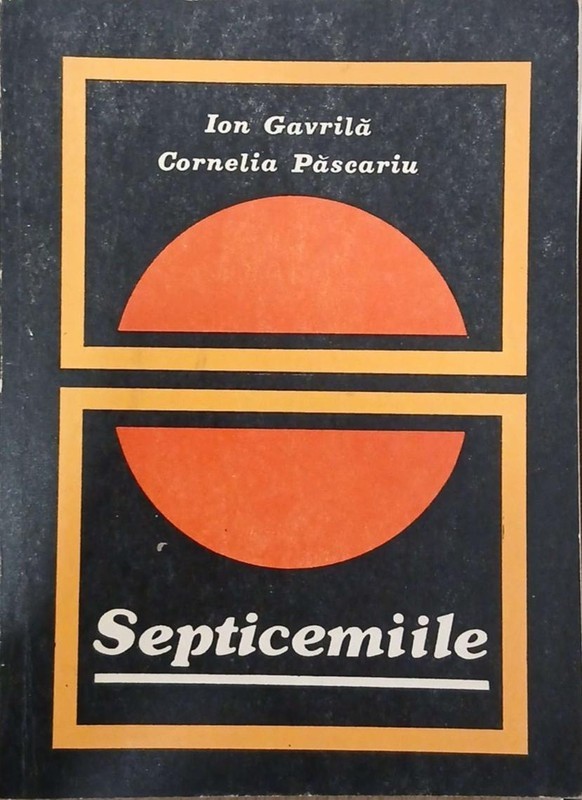 Ion Gavrilă
Cornelia Păscariu
Septicemiile